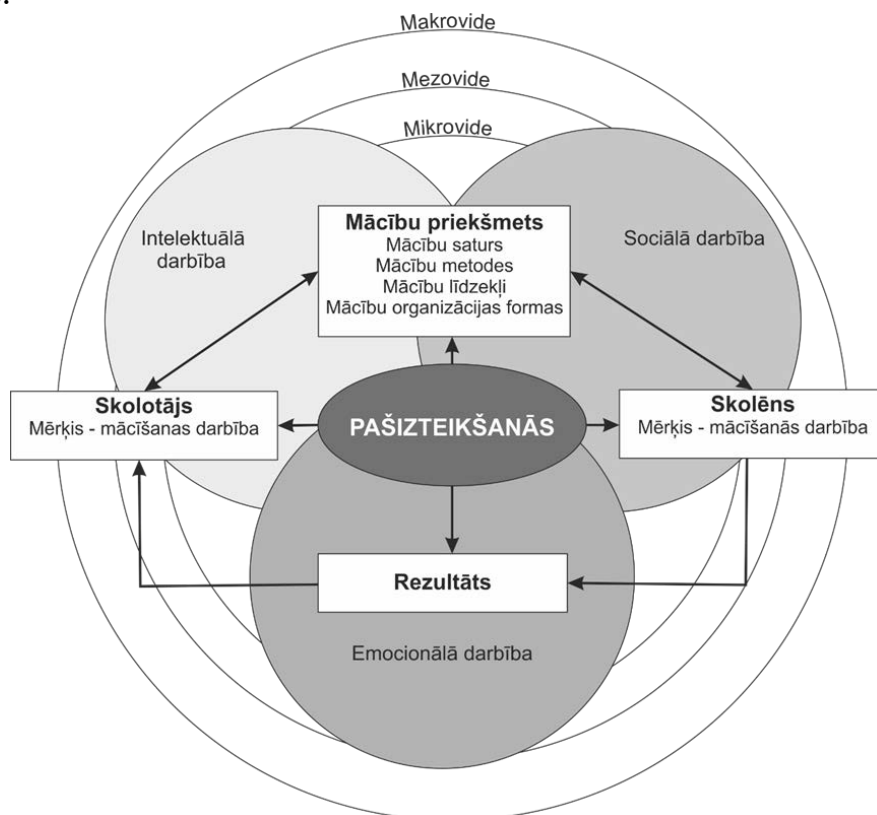 Makrovide
Mezovide
Mikrovide
Mācību priekšmets
Mācību saturs
Mācību metodes
Mācību līdzekļi
Mācību organizācijas formas
Intelektuālā
darbība
Sociālā darbība
Skolotājs
Mērķis - mācīšanas darbība
PAŠIZTEIKŠANĀS
Skolēns
Mērķis - mācīšanās darbība
Rezultāts
Emocionālā darbība